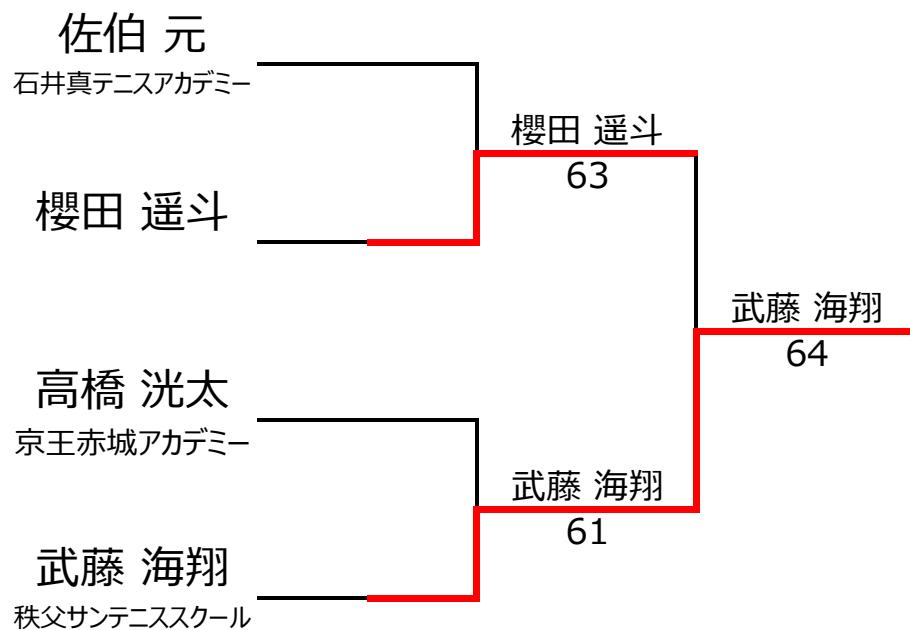 佐伯 元
石井真テニスアカデミー
櫻田 遥斗
63
櫻田 遥斗
武藤 海翔
64
高橋 洸太
京王赤城アカデミー
武藤 海翔
61
武藤 海翔
秩父サンテニススクール